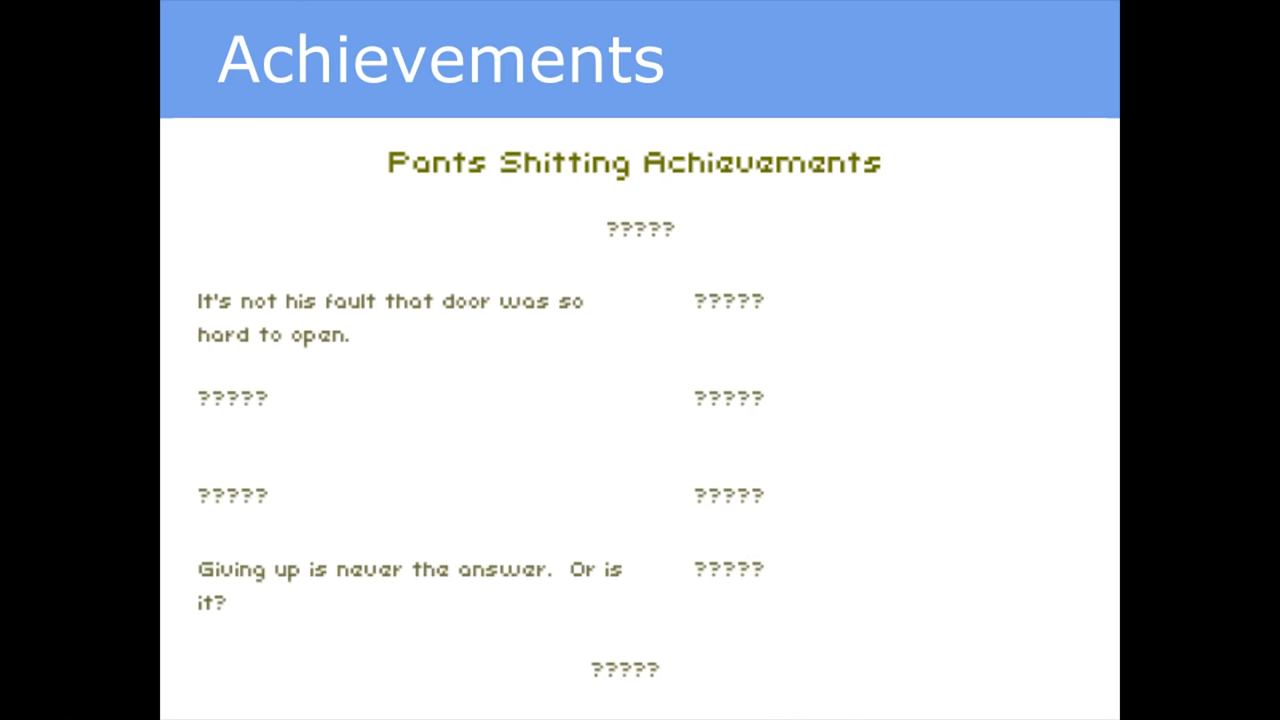 Achievements
Pants Shitting Achievements
?????
It's not his fault that door was so
hard to open.
?????
?????
?????
?????
?????
Giving up is never the answer.  Or is
it?
?????
?????